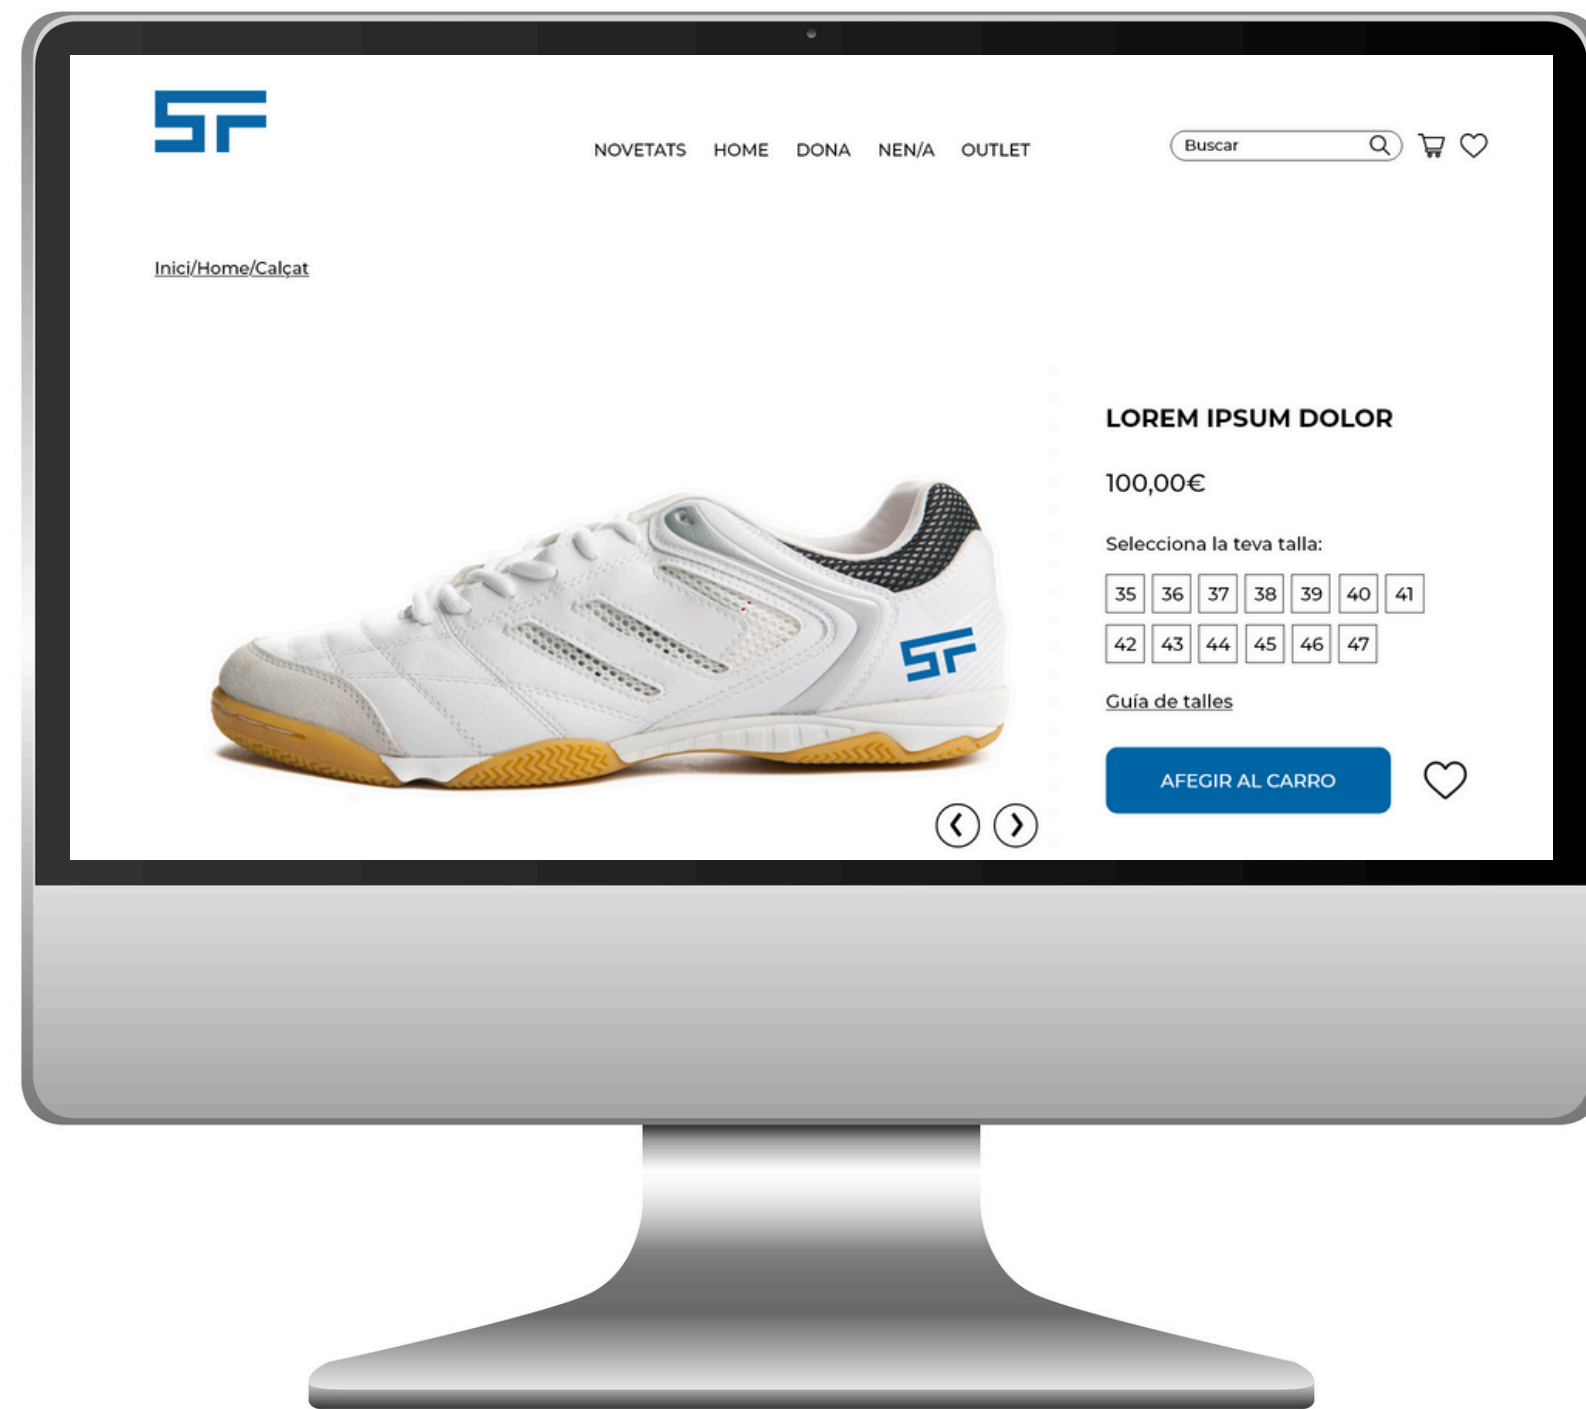 SF
NOVETATS HOME DONA NEN/A OUTLET
Buscar
Inici/Home/Calçat
LOREM IPSUM DOLOR
100,00€
Selecciona la teva talla:
35 36 37 38 39 40 41
42 43 44 45 46 47
Guía de talles
AFEGIR AL CARRO
SF